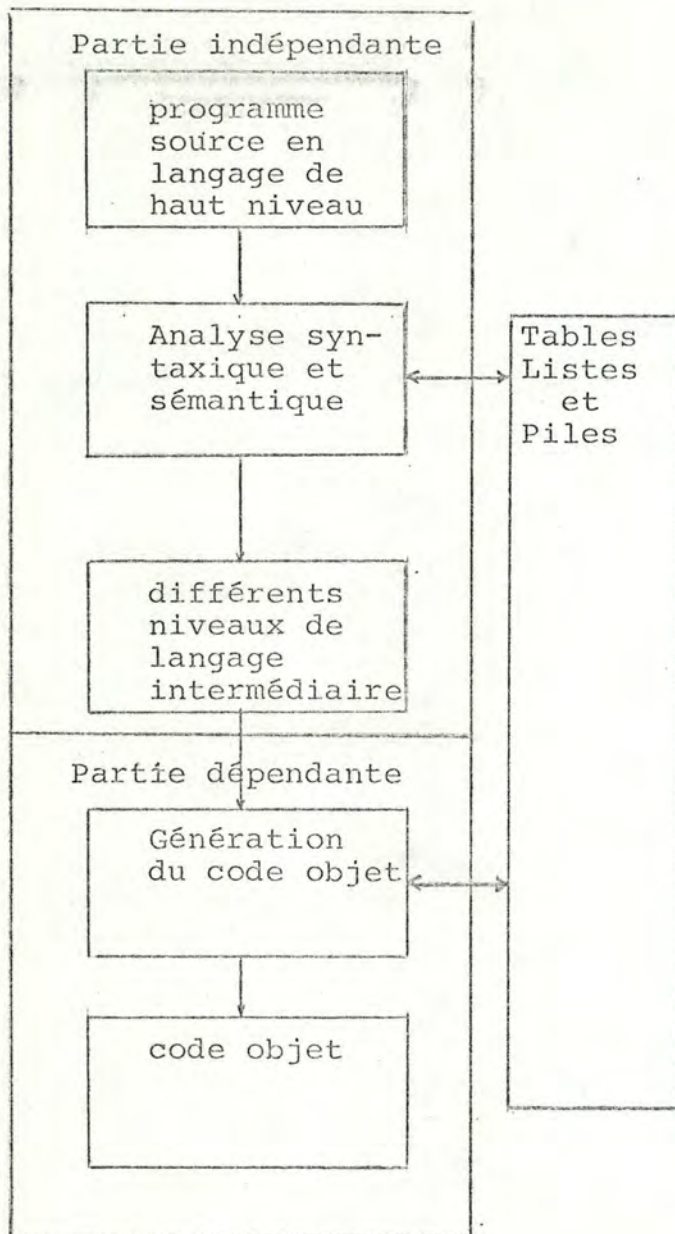 Partie indépendante
programme
source en
langage de
haut niveau
Analyse syn-
taxique et
sémantique
Tables
Listes
et
Piles
différents
niveaux de
langage
intermédiaire
Partie dépendante
Génération
du code objet
code objet